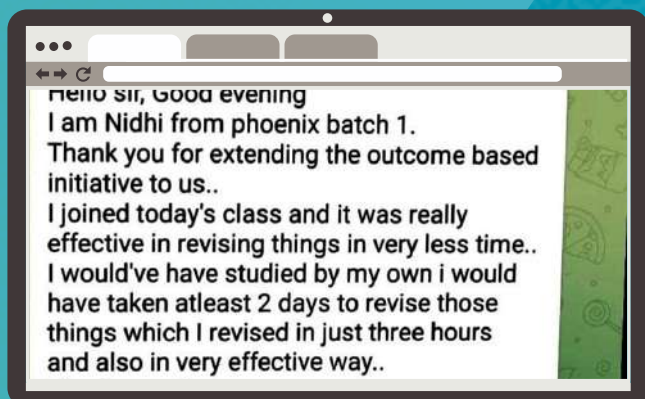 Hello sir, Good evening
I am Nidhi from phoenix batch 1.
Thank you for extending the outcome based
initiative to us..
I joined today's class and it was really
effective in revising things in very less time..
I would've have studied by my own i would
have taken atleast 2 days to revise those
things which I revised in just three hours
and also in very effective way..